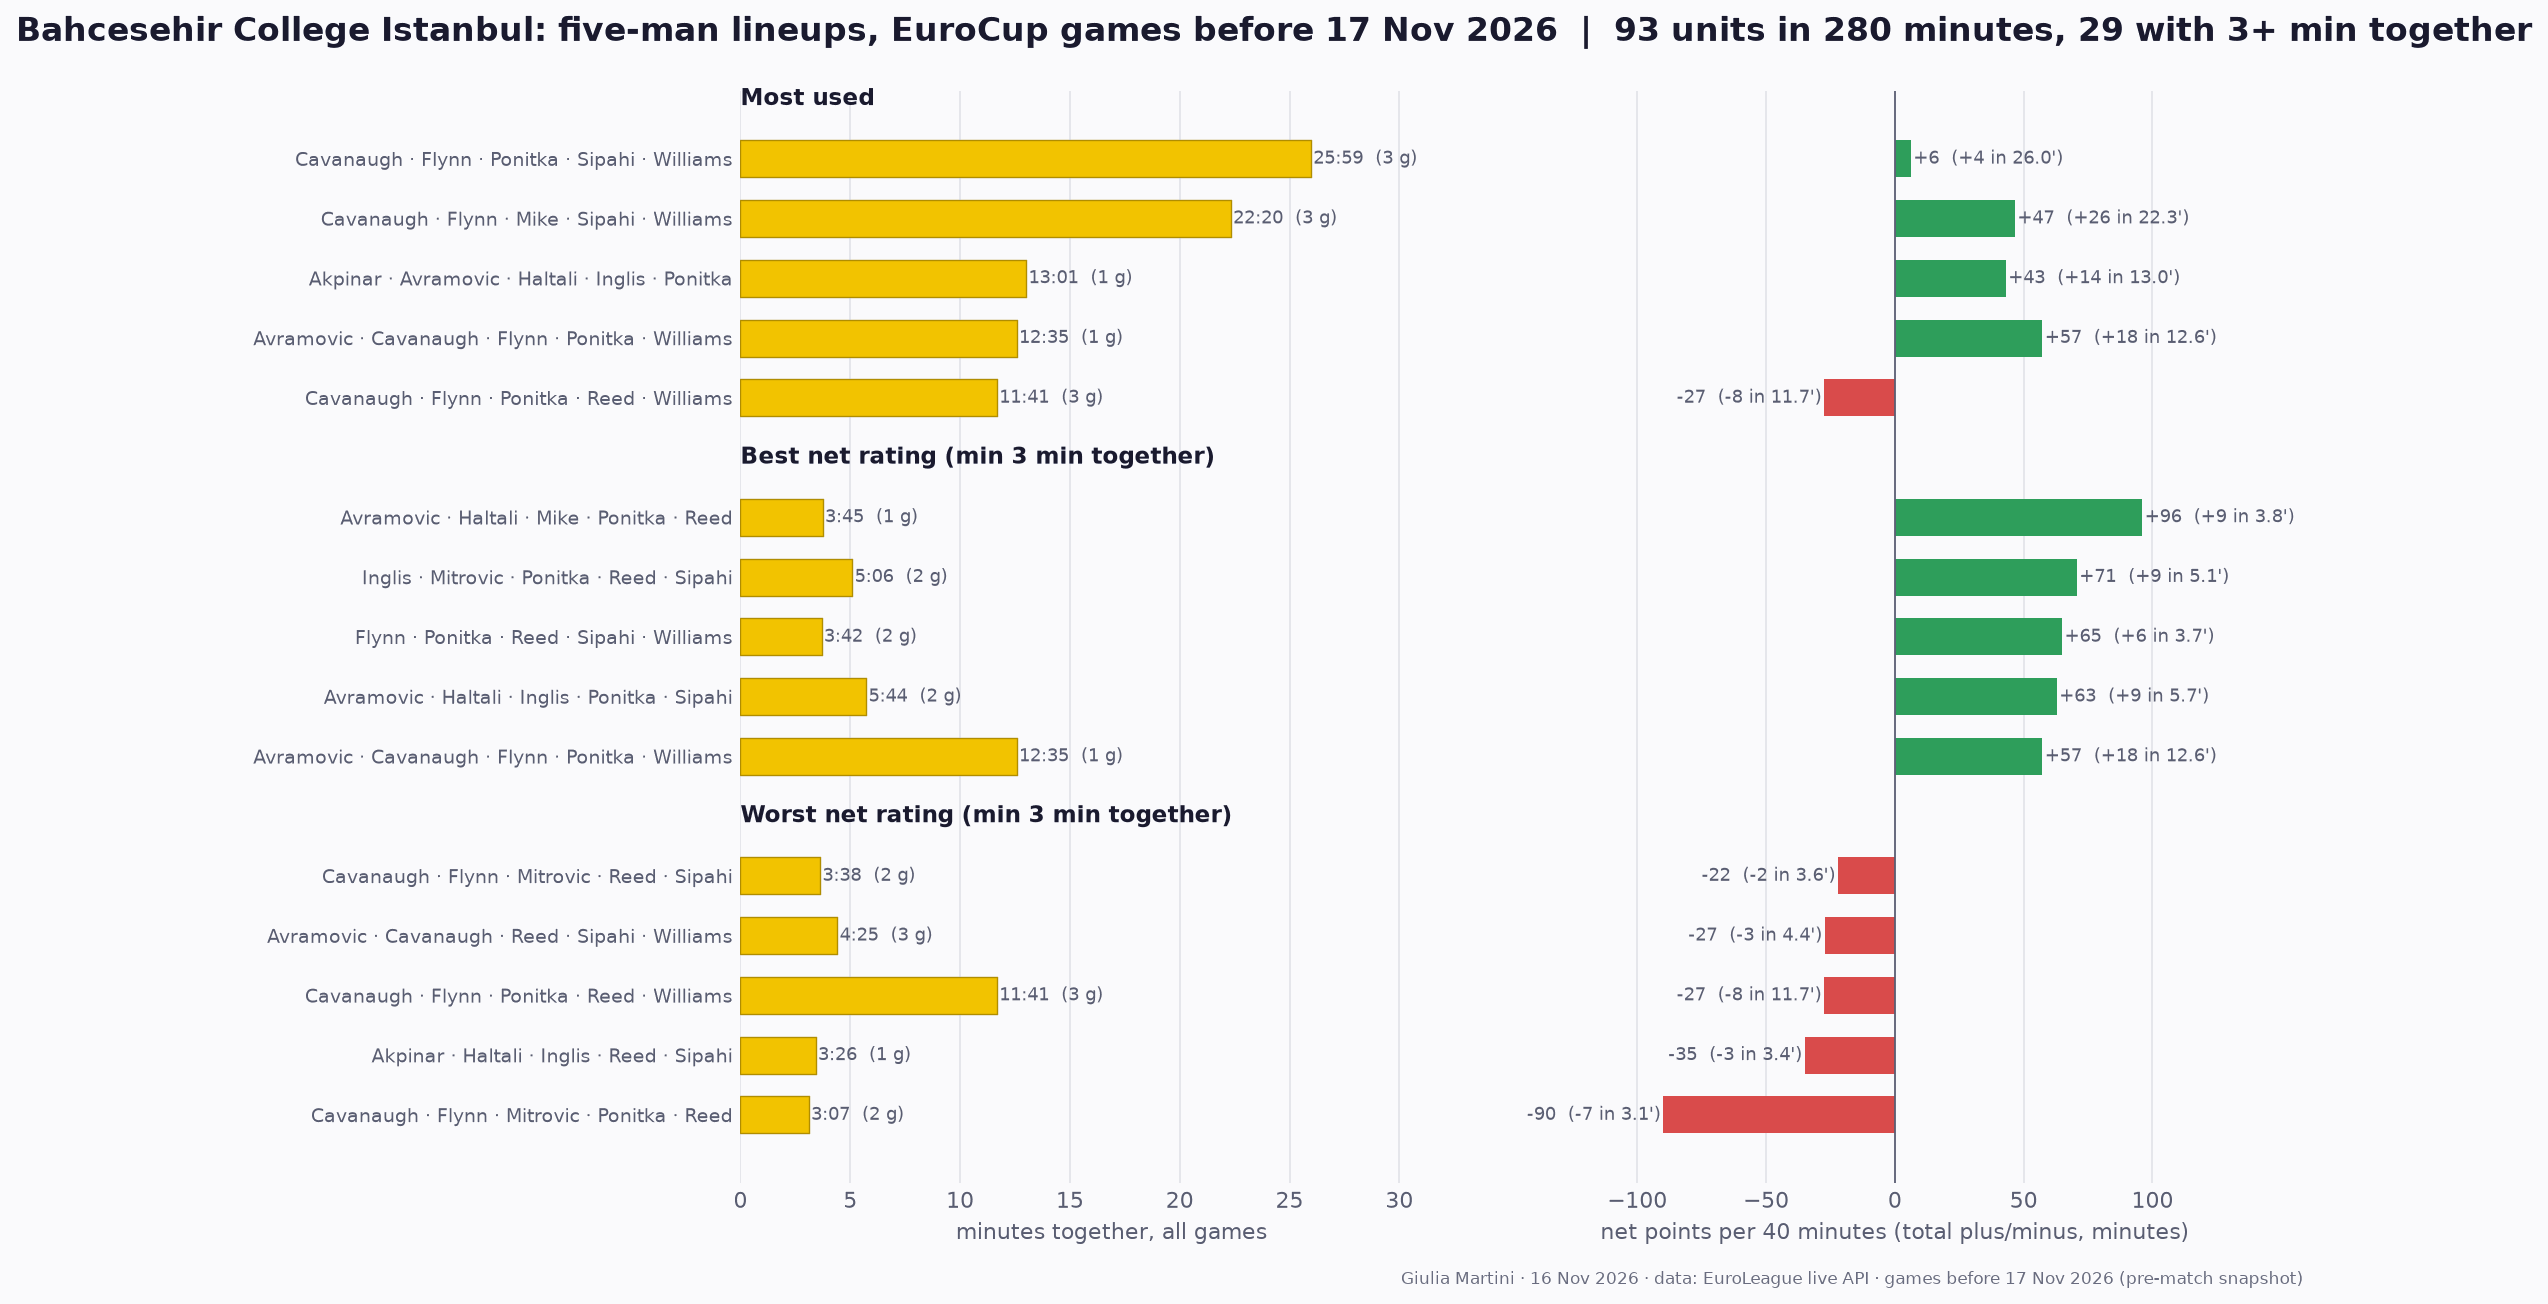 Bahcesehir College Istanbul: five-man lineups, EuroCup games before 17 Nov 2026 | 93 units in 280 minutes, 29 with 3+ min together
Most used
Cavanaugh · Flynn · Ponitka · Sipahi · Williams 25:59 (3 g) +6 (+4 in 26.0')
Cavanaugh · Flynn · Mike · Sipahi · Williams 22:20 (3 g) +47 (+26 in 22.3')
Akpinar · Avramovic · Haltali · Inglis · Ponitka 13:01 (1 g) +43 (+14 in 13.0')
Avramovic · Cavanaugh · Flynn · Ponitka · Williams 12:35 (1 g) +57 (+18 in 12.6')
Cavanaugh · Flynn · Ponitka · Reed · Williams 11:41 (3 g) -27 (-8 in 11.7')
Best net rating (min 3 min together)
Avramovic · Haltali · Mike · Ponitka · Reed 3:45 (1 g) +96 (+9 in 3.8')
Inglis · Mitrovic · Ponitka · Reed · Sipahi 5:06 (2 g) +71 (+9 in 5.1')
Flynn · Ponitka · Reed · Sipahi · Williams 3:42 (2 g) +65 (+6 in 3.7')
Avramovic · Haltali · Inglis · Ponitka · Sipahi 5:44 (2 g) +63 (+9 in 5.7')
Avramovic · Cavanaugh · Flynn · Ponitka · Williams 12:35 (1 g) +57 (+18 in 12.6')
Worst net rating (min 3 min together)
Cavanaugh · Flynn · Mitrovic · Reed · Sipahi 3:38 (2 g) -22 (-2 in 3.6')
Avramovic · Cavanaugh · Reed · Sipahi · Williams 4:25 (3 g) -27 (-3 in 4.4')
Cavanaugh · Flynn · Ponitka · Reed · Williams 11:41 (3 g) -27 (-8 in 11.7')
Akpinar · Haltali · Inglis · Reed · Sipahi 3:26 (1 g) -35 (-3 in 3.4')
Cavanaugh · Flynn · Mitrovic · Ponitka · Reed 3:07 (2 g) -90 (-7 in 3.1')
0 5 10 15 20 25 30 −100 −50 0 50 100
minutes together, all games net points per 40 minutes (total plus/minus, minutes)
Giulia Martini · 16 Nov 2026 · data: EuroLeague live API · games before 17 Nov 2026 (pre-match snapshot)